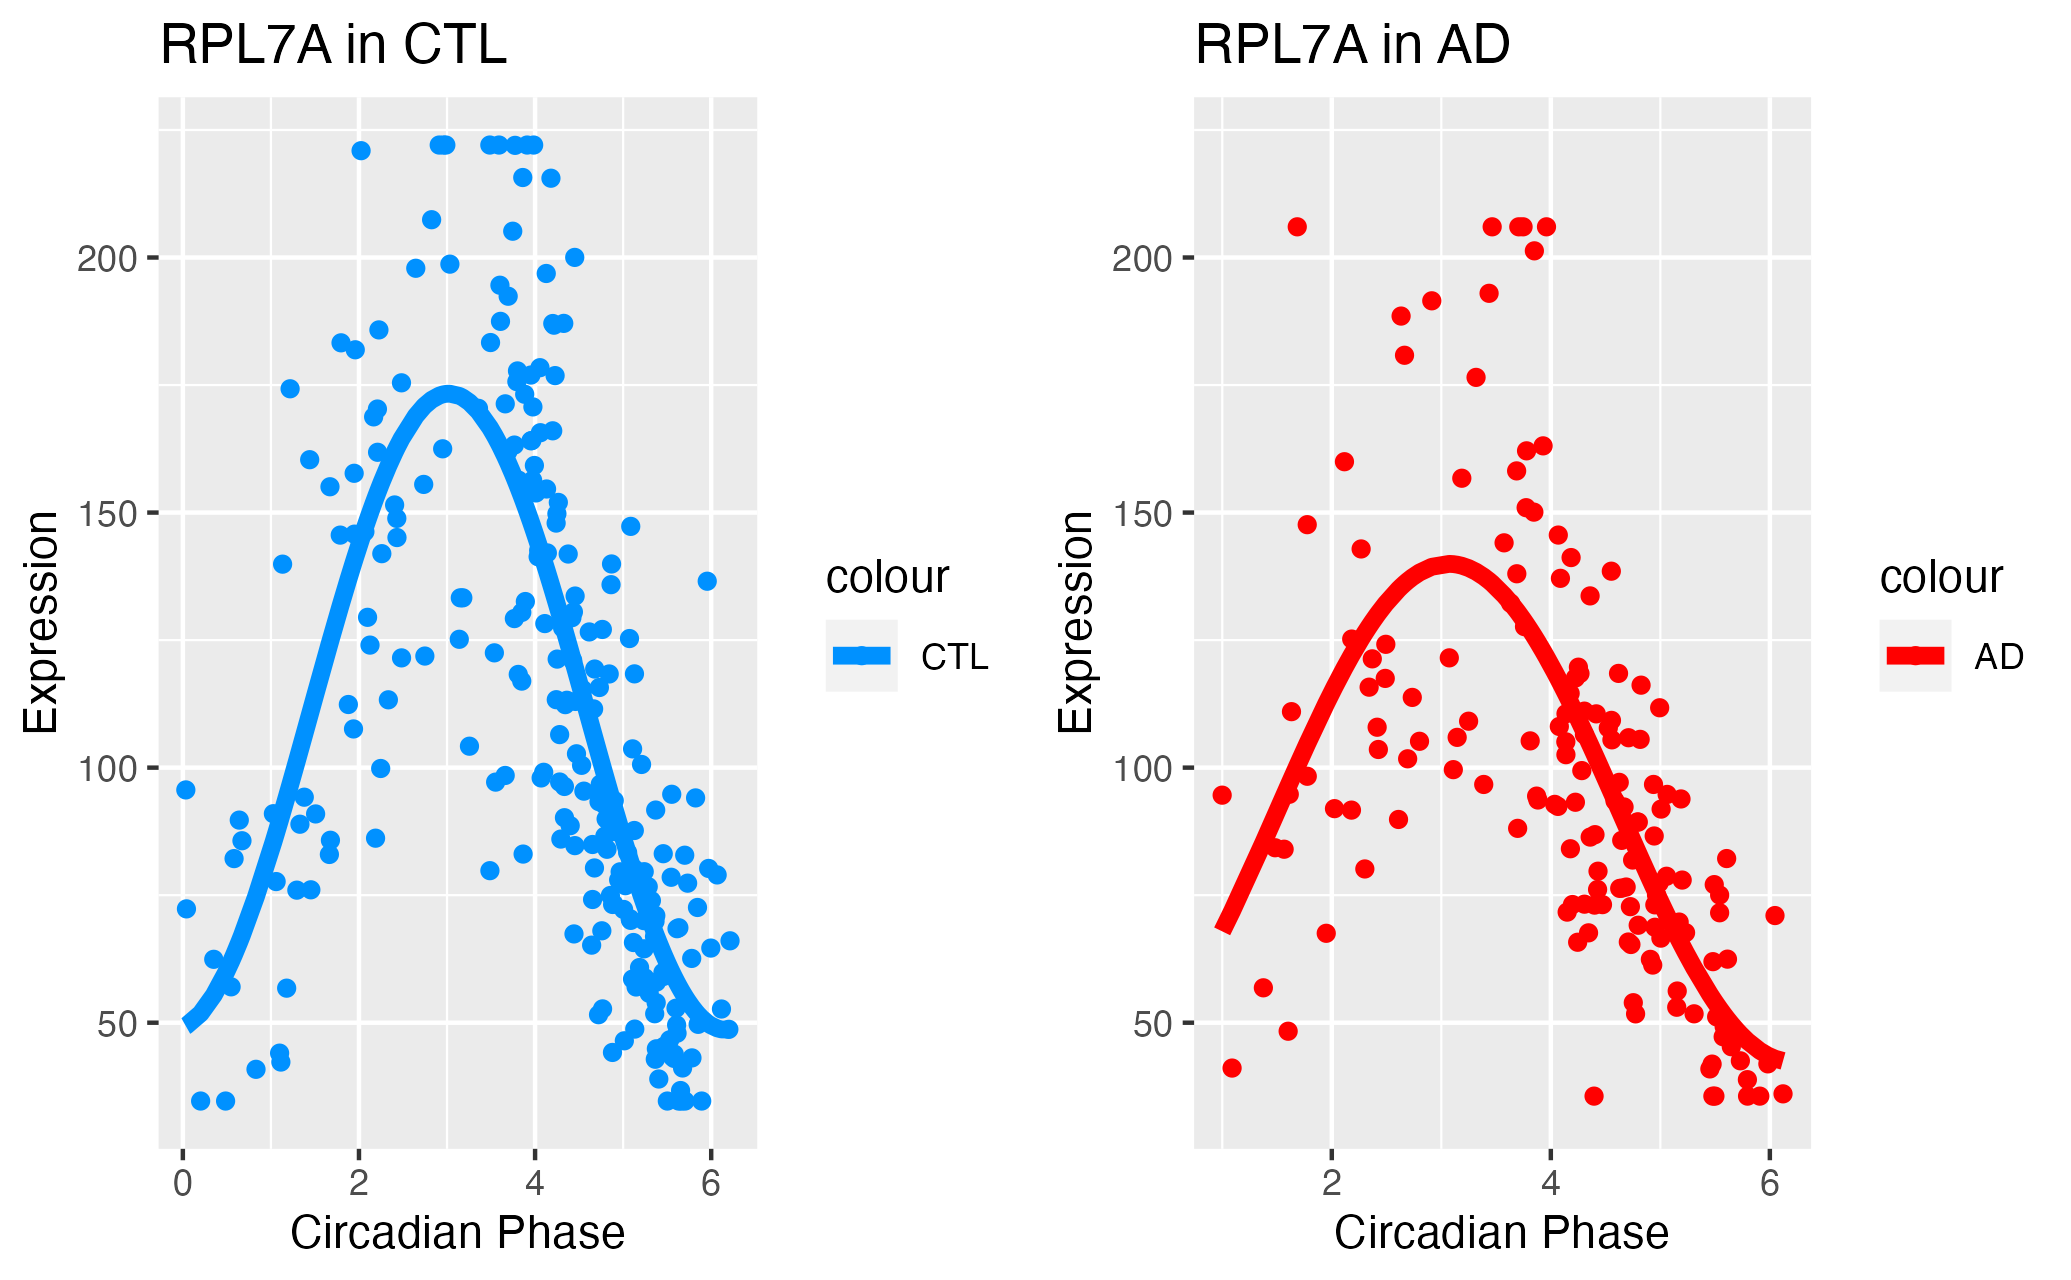 RPL7A in CTL
Expression
200
150
100
50
0 2 4 6
Circadian Phase
colour
CTL
RPL7A in AD
Expression
200
150
100
50
2 4 6
Circadian Phase
colour
AD